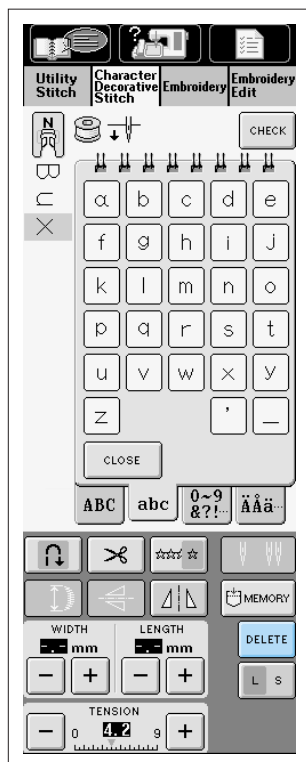 Utility Stitch
Character Decorative Stitch
Embroidery
Embroidery Edit
N
CHECK
B
u
x
a b c d e
f g h i j
k l m n o
p q r s t
u v w x y
z ' _
CLOSE
ABC abc 0~9 &?!··· ÄÅä···
MEMORY
WIDTH LENGTH
-.- mm -.- mm
DELETE
- + - +
L S
TENSION
- 0 4.2 9 +